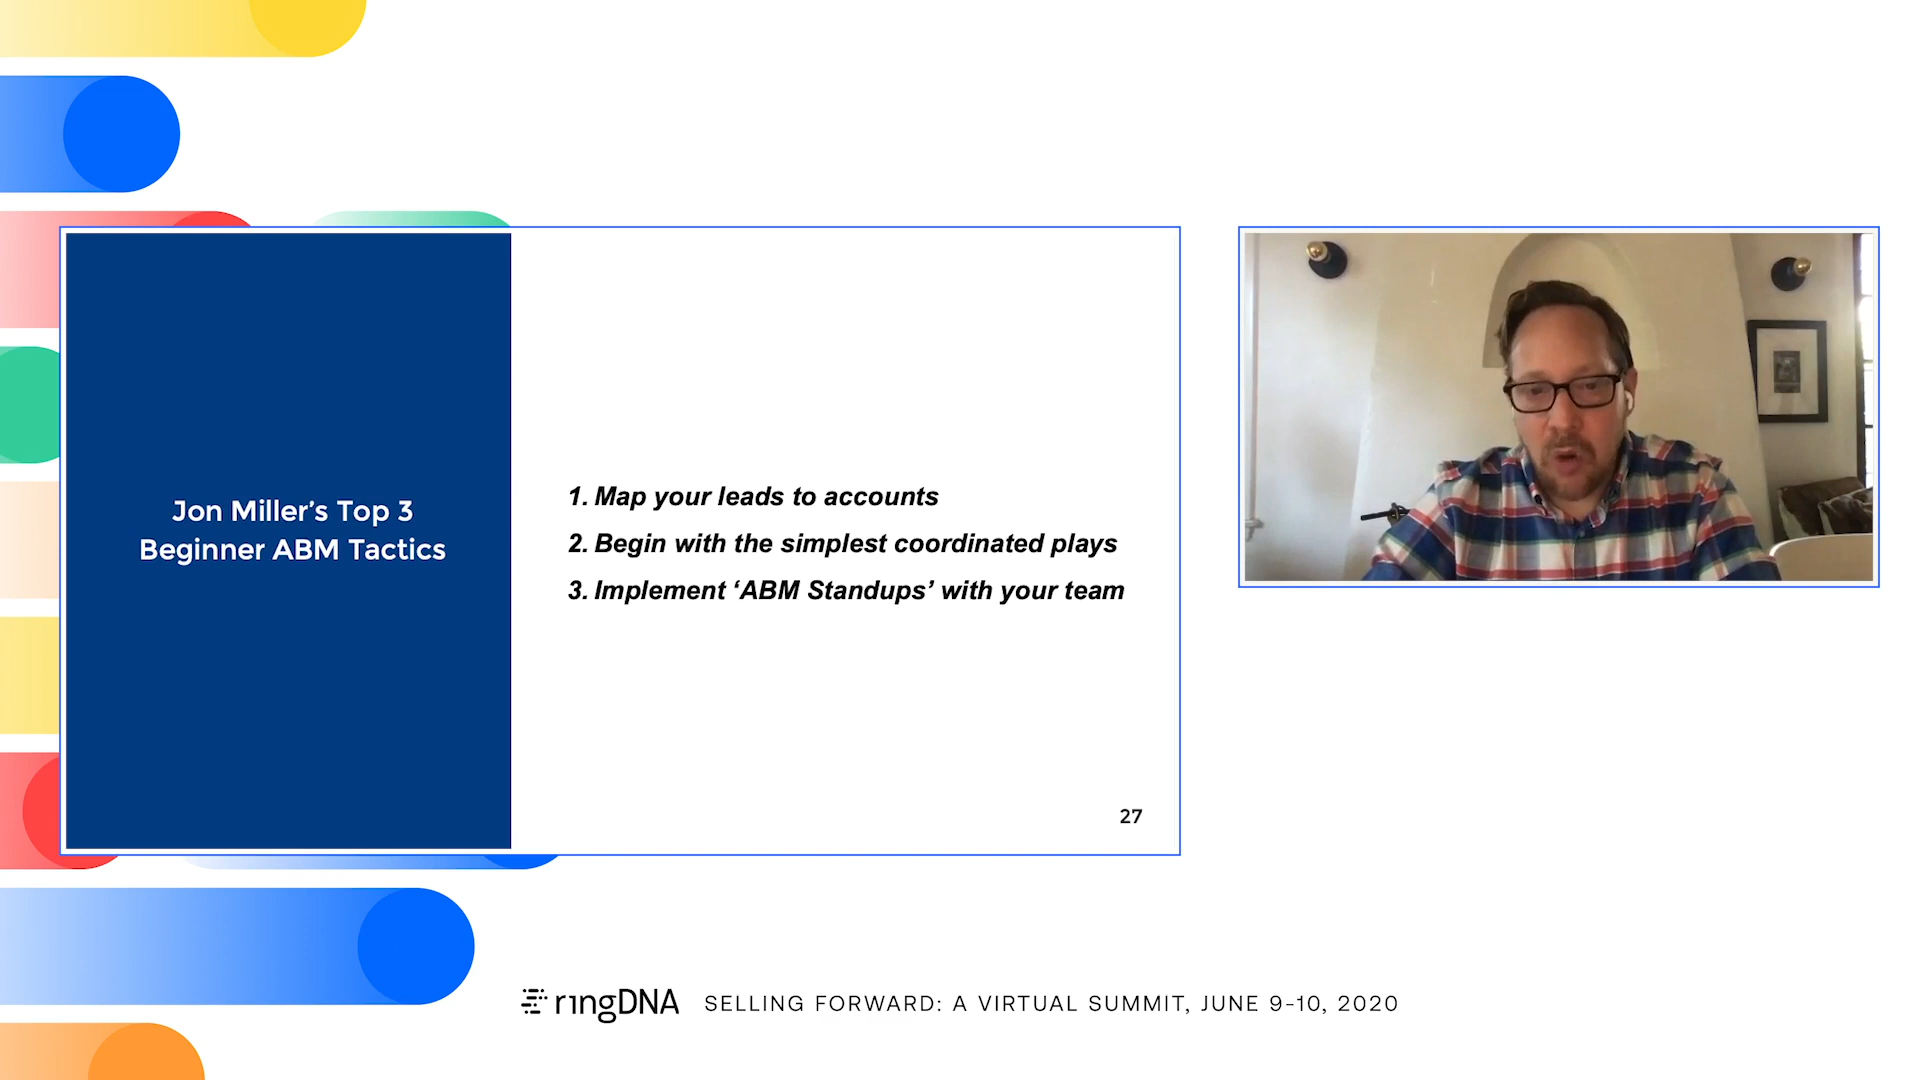 Jon Miller’s Top 3
Beginner ABM Tactics
1. Map your leads to accounts
2. Begin with the simplest coordinated plays
3. Implement ‘ABM Standups’ with your team
27
ringDNA SELLING FORWARD: A VIRTUAL SUMMIT, JUNE 9-10, 2020